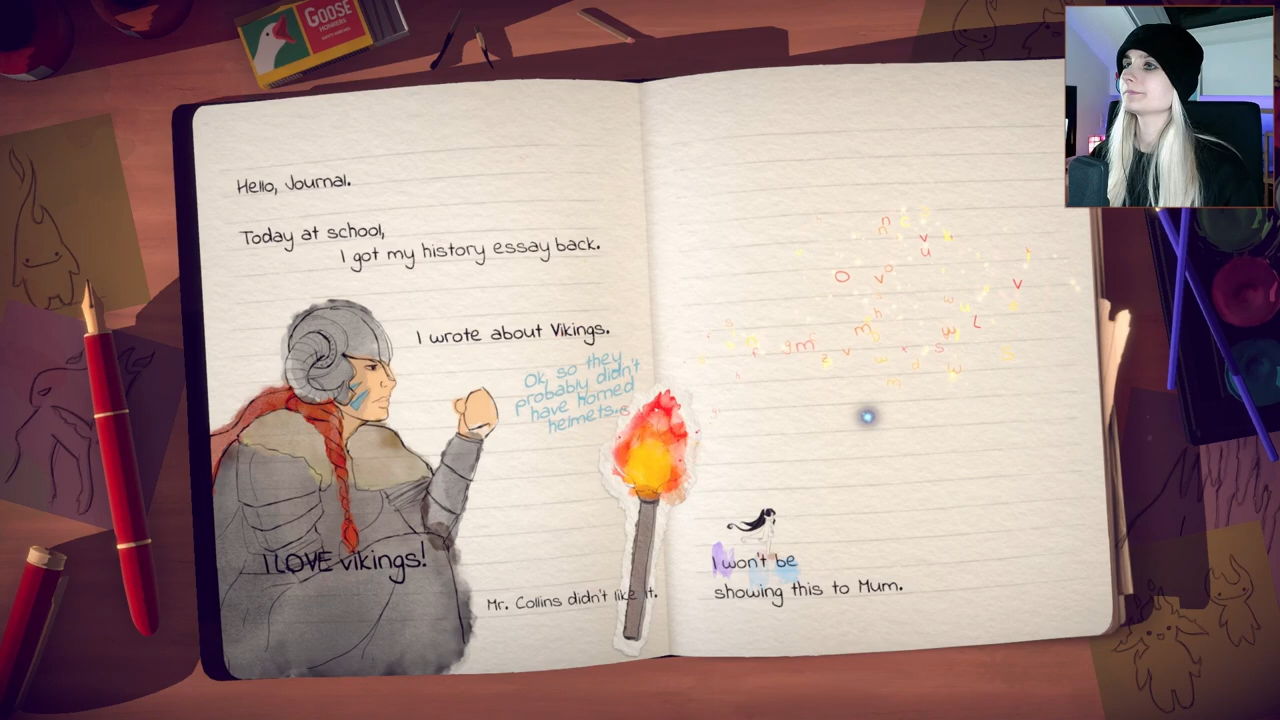 GOOSE
Hello, Journal.
Today at school,
I got my history essay back.
I wrote about Vikings.
Ok, so they
probably didn't
have horned
helmets.
I LOVE vikings!
Mr. Collins didn't like it.
I won't be
showing this to Mum.